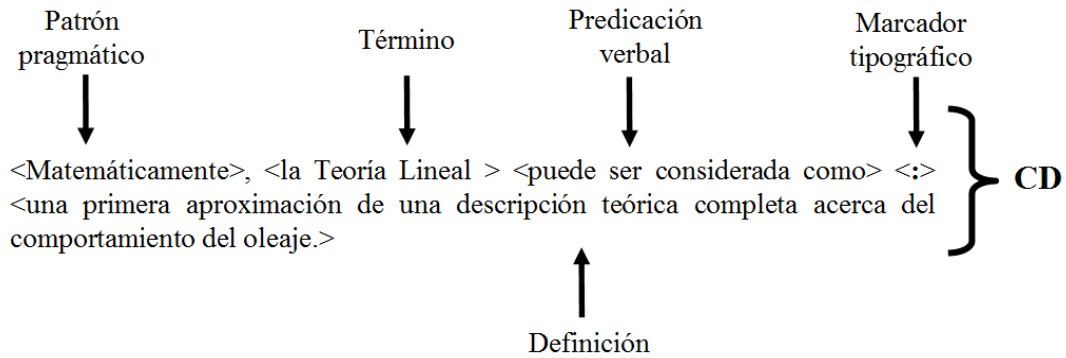 Patrón pragmático
Término
Predicación verbal
Marcador tipográfico
<Matemáticamente>, <la Teoría Lineal > <puede ser considerada como> <:>
<una primera aproximación de una descripción teórica completa acerca del
comportamiento del oleaje.>
CD
Definición